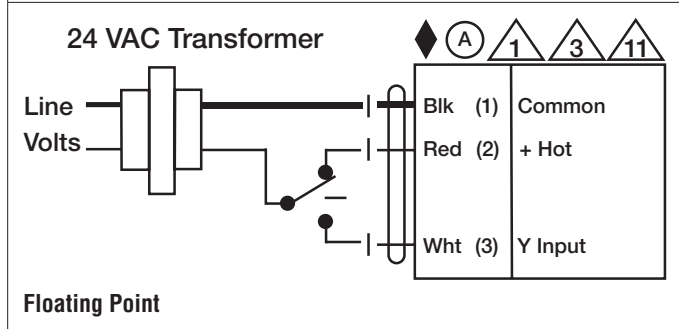 24 VAC Transformer
A 1 3 11
Line
Volts
Blk (1) Common
Red (2) + Hot
Wht (3) Y Input
Floating Point